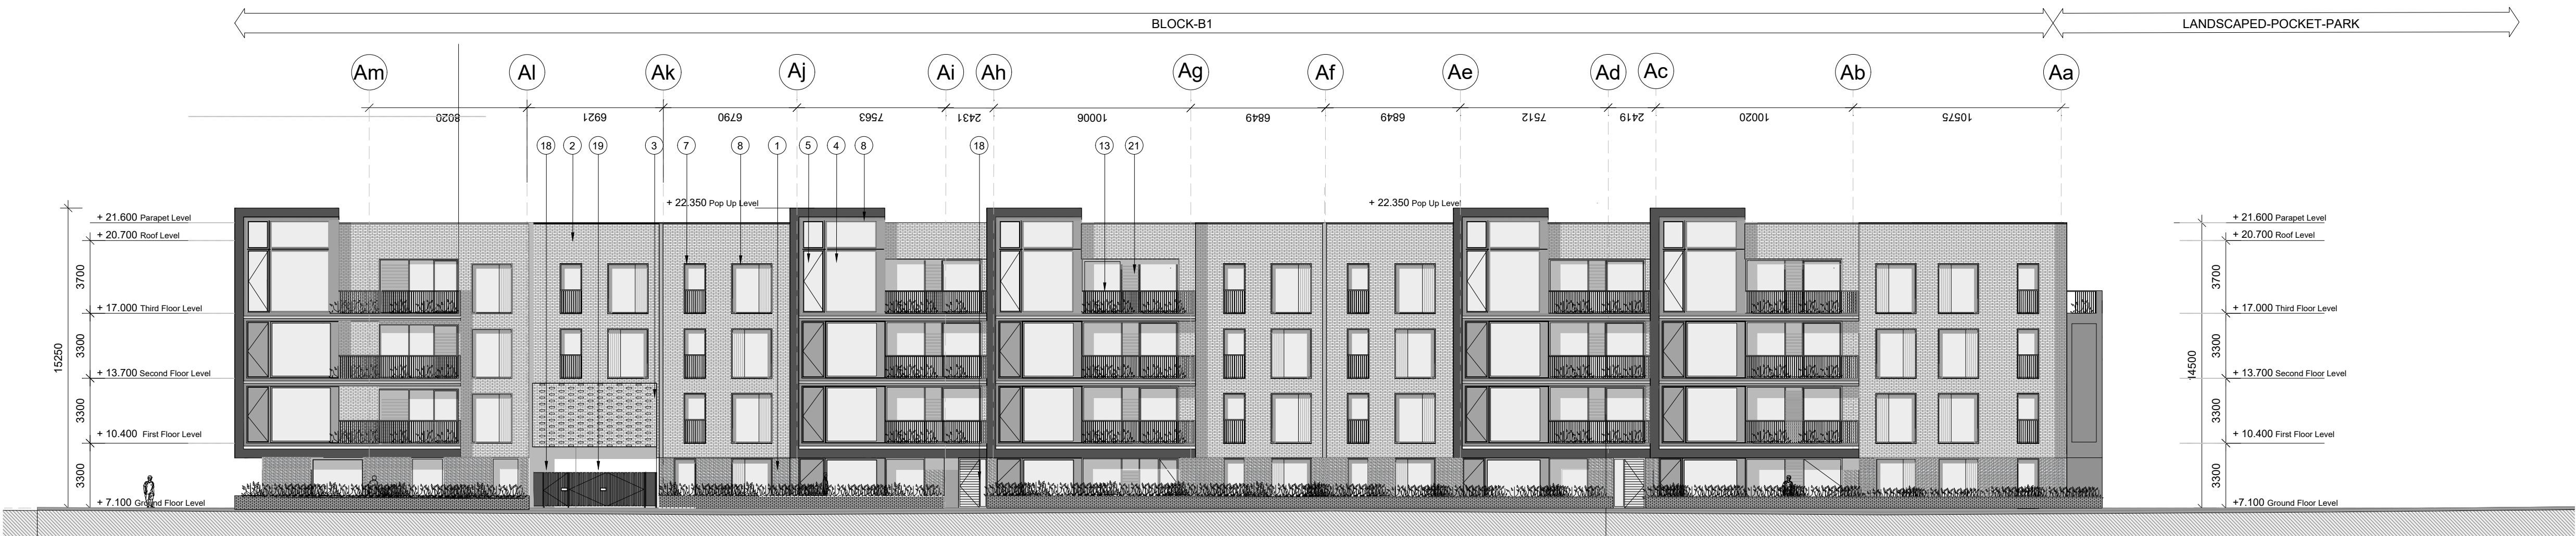 BLOCK-B1
LANDSCAPED-POCKET-PARK
Am
Al
Ak
Aj
Ai
Ah
Ag
Af
Ae
Ad
Ac
Ab
Aa
8020
6921
6790
7563
2431
10006
6849
6849
7512
2419
10020
10575
18
2
19
3
7
8
1
5
4
8
18
13
21
+ 22.350 Pop Up Level
+ 22.350 Pop Up Level
+ 21.600 Parapet Level
+ 20.700 Roof Level
3700
+ 17.000 Third Floor Level
3300
15250
+ 13.700 Second Floor Level
3300
+ 10.400 First Floor Level
3300
+7.100 Ground Floor Level
+ 21.600 Parapet Level
+ 20.700 Roof Level
3700
+ 17.000 Third Floor Level
3300
14500
+ 13.700 Second Floor Level
3300
+ 10.400 First Floor Level
3300
+7.100 Ground Floor Level